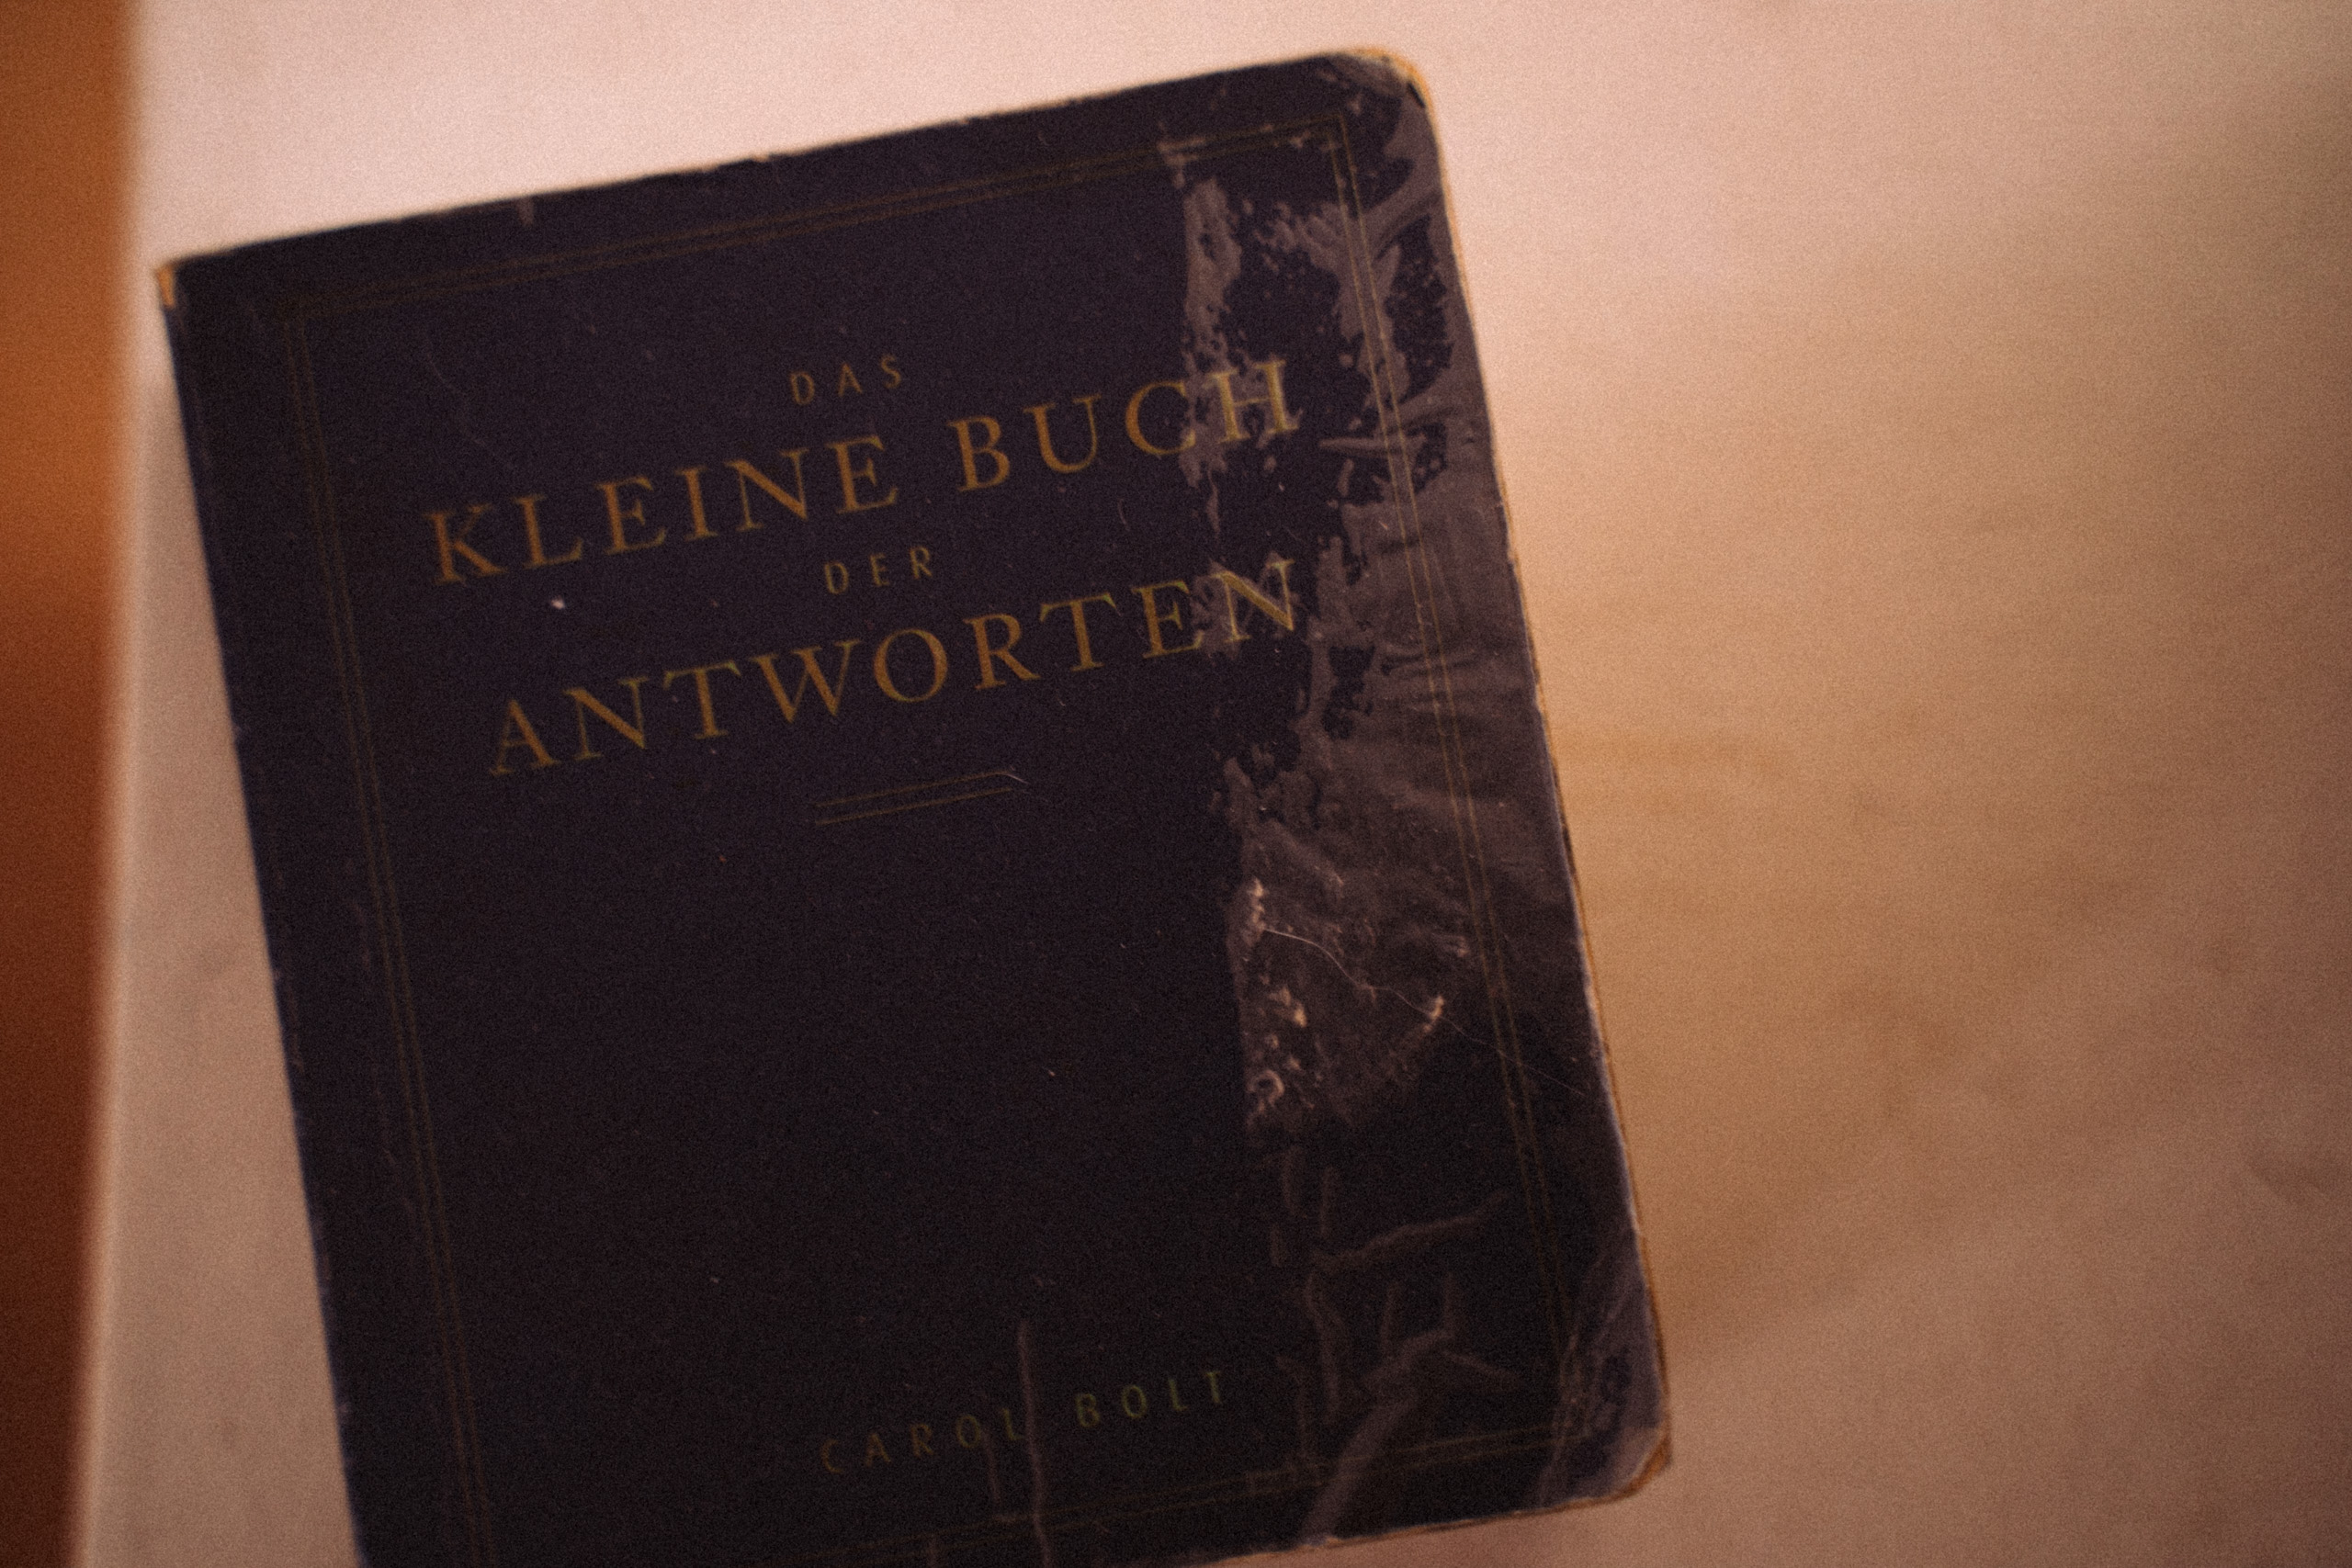 DAS
KLEINE BUCH
DER
ANTWORTEN
CAROL BOLT